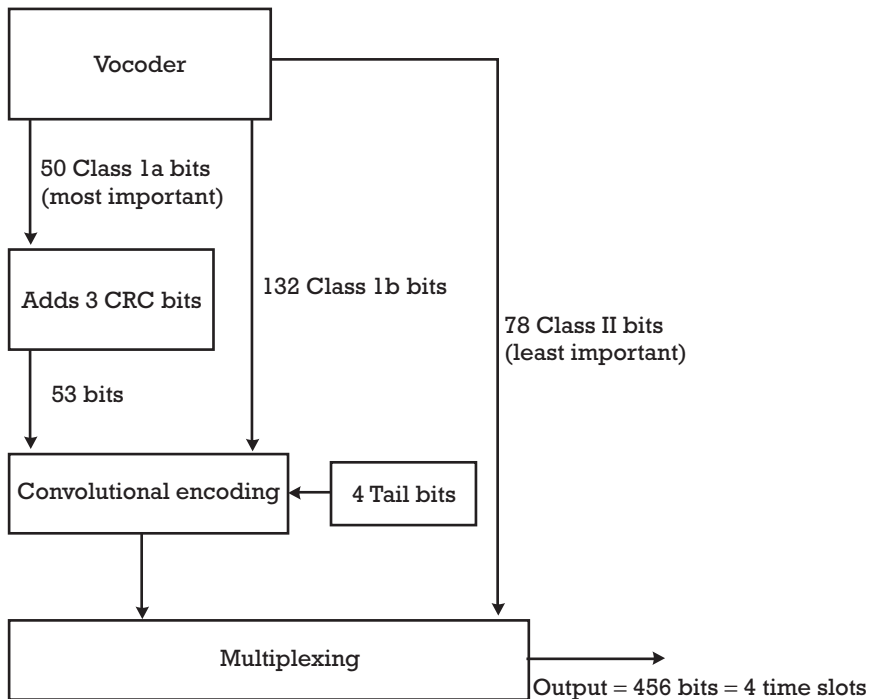 Vocoder
50 Class 1a bits
(most important)
Adds 3 CRC bits
132 Class 1b bits
78 Class II bits
(least important)
53 bits
Convolutional encoding
4 Tail bits
Multiplexing
Output = 456 bits = 4 time slots